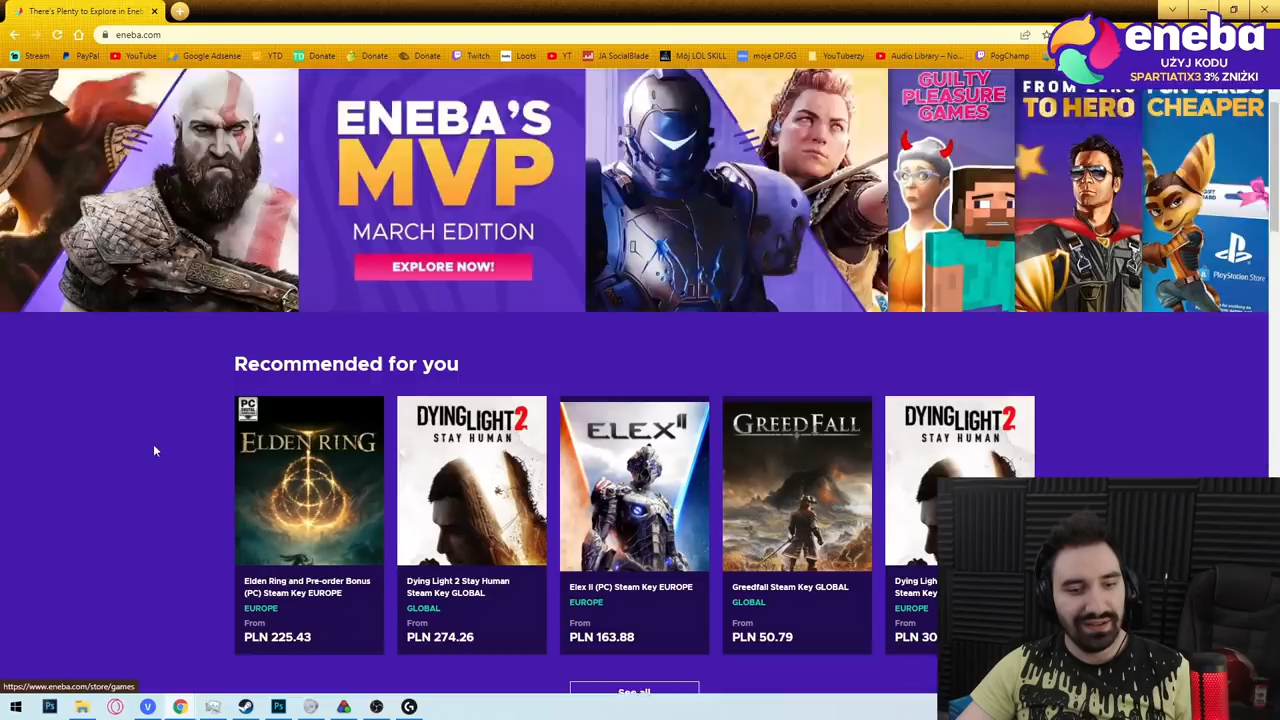 There's Plenty to Explore in Eneb
eneba.com
Stream
PayPal
YouTube
Google Adsense
YTD
Donate
Donate
Donate
Twitch
Loots
YT
JA SocialBlade
Mój LOL SKILL
moje OP.GG
YouTuberzy
Audio Library – No...
PogChamp
eneba
UŻYJ KODU
SPARTIATIX3 3% ZNIŻKI
ENEBA'S
MVP
MARCH EDITION
EXPLORE NOW!
GUILTY
PLEASURE
GAMES
FROM ZERO
TO HERO
CARDS
CHEAPER
GIFT
CARD
PlayStation
Store
Recommended for you
PC
ELDEN RING
DYING LIGHT 2
STAY HUMAN
ELEX II
GREEDFALL
DYING LIGHT 2
STAY HUMAN
Elden Ring and Pre-order Bonus
(PC) Steam Key EUROPE
EUROPE
From
PLN 225.43
Dying Light 2 Stay Human
Steam Key GLOBAL
GLOBAL
From
PLN 274.26
Elex II (PC) Steam Key EUROPE
EUROPE
From
PLN 163.88
Greedfall Steam Key GLOBAL
GLOBAL
From
PLN 50.79
Dying Ligh
Steam Key
EUROPE
From
PLN 30
See all
https://www.eneba.com/store/games